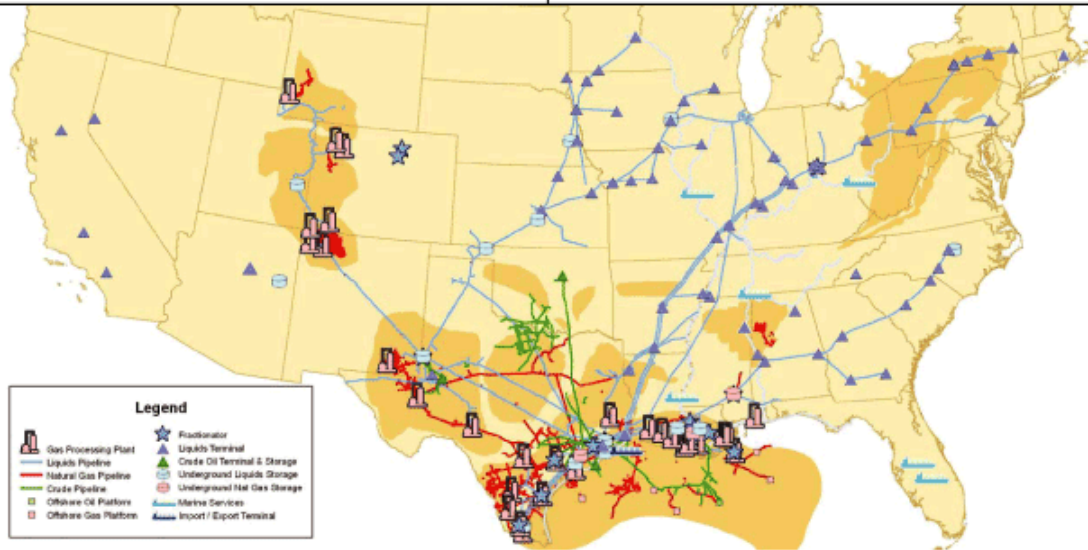 Legend
Gas Processing Plant
Liquids Pipeline
Natural Gas Pipeline
Crude Pipeline
Offshore Oil Platform
Offshore Gas Platform
Fractionator
Liquids Terminal
Crude Oil Terminal & Storage
Underground Liquids Storage
Underground Nat Gas Storage
Marine Services
Import / Export Terminal